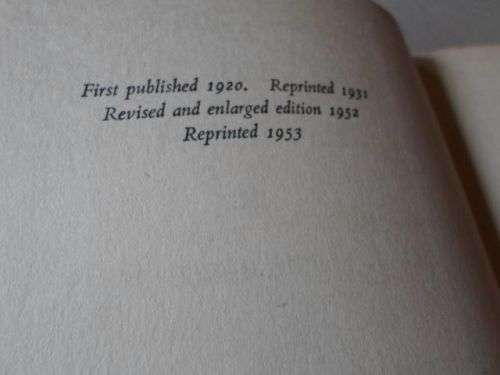 First published 1920. Reprinted 1931
Revised and enlarged edition 1952
Reprinted 1953